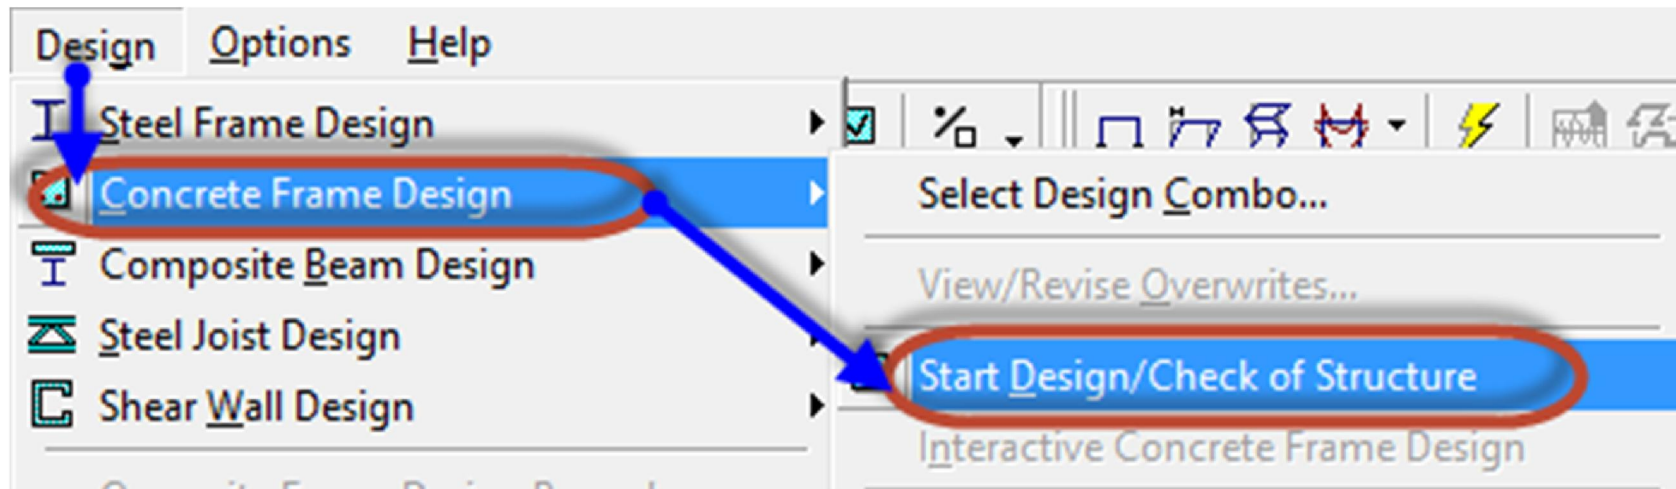 Design Options Help
Steel Frame Design
Concrete Frame Design
Composite Beam Design
Steel Joist Design
Shear Wall Design
Select Design Combo...
View/Revise Overwrites...
Start Design/Check of Structure
Interactive Concrete Frame Design